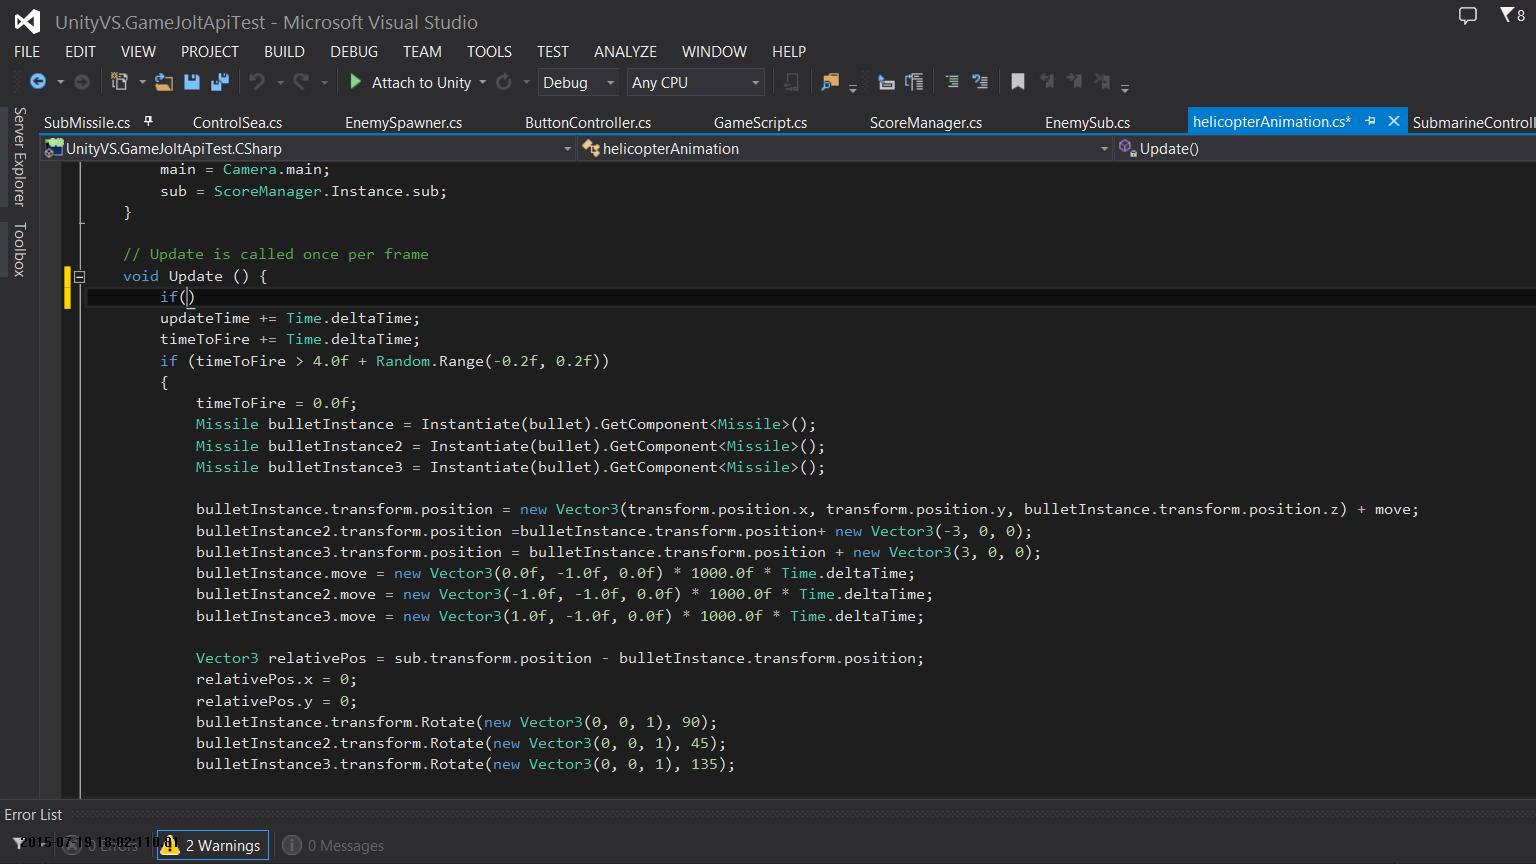 UnityVS.GameJoltApiTest - Microsoft Visual Studio
8
FILE EDIT VIEW PROJECT BUILD DEBUG TEAM TOOLS TEST ANALYZE WINDOW HELP
Attach to Unity Debug Any CPU
Server Explorer
Toolbox
SubMissile.cs ControlSea.cs EnemySpawner.cs ButtonController.cs GameScript.cs ScoreManager.cs EnemySub.cs helicopterAnimation.cs* SubmarineControll
UnityVS.GameJoltApiTest.CSharp helicopterAnimation Update()
main = Camera.main;
sub = ScoreManager.Instance.sub;
}
// Update is called once per frame
void Update () {
if()
updateTime += Time.deltaTime;
timeToFire += Time.deltaTime;
if (timeToFire > 4.0f + Random.Range(-0.2f, 0.2f))
{
timeToFire = 0.0f;
Missile bulletInstance = Instantiate(bullet).GetComponent<Missile>();
Missile bulletInstance2 = Instantiate(bullet).GetComponent<Missile>();
Missile bulletInstance3 = Instantiate(bullet).GetComponent<Missile>();
bulletInstance.transform.position = new Vector3(transform.position.x, transform.position.y, bulletInstance.transform.position.z) + move;
bulletInstance2.transform.position =bulletInstance.transform.position+ new Vector3(-3, 0, 0);
bulletInstance3.transform.position = bulletInstance.transform.position + new Vector3(3, 0, 0);
bulletInstance.move = new Vector3(0.0f, -1.0f, 0.0f) * 1000.0f * Time.deltaTime;
bulletInstance2.move = new Vector3(-1.0f, -1.0f, 0.0f) * 1000.0f * Time.deltaTime;
bulletInstance3.move = new Vector3(1.0f, -1.0f, 0.0f) * 1000.0f * Time.deltaTime;
Vector3 relativePos = sub.transform.position - bulletInstance.transform.position;
relativePos.x = 0;
relativePos.y = 0;
bulletInstance.transform.Rotate(new Vector3(0, 0, 1), 90);
bulletInstance2.transform.Rotate(new Vector3(0, 0, 1), 45);
bulletInstance3.transform.Rotate(new Vector3(0, 0, 1), 135);
Error List
0 Errors 2 Warnings 0 Messages